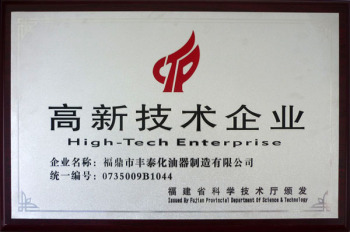 高新技术企业
High-Tech Enterprise
企业名称：福鼎市丰泰化油器制造有限公司
统一编号：0735009B1044
福建省科学技术厅颁发
Issued By Fujian Provincial Department Of Science & Technology